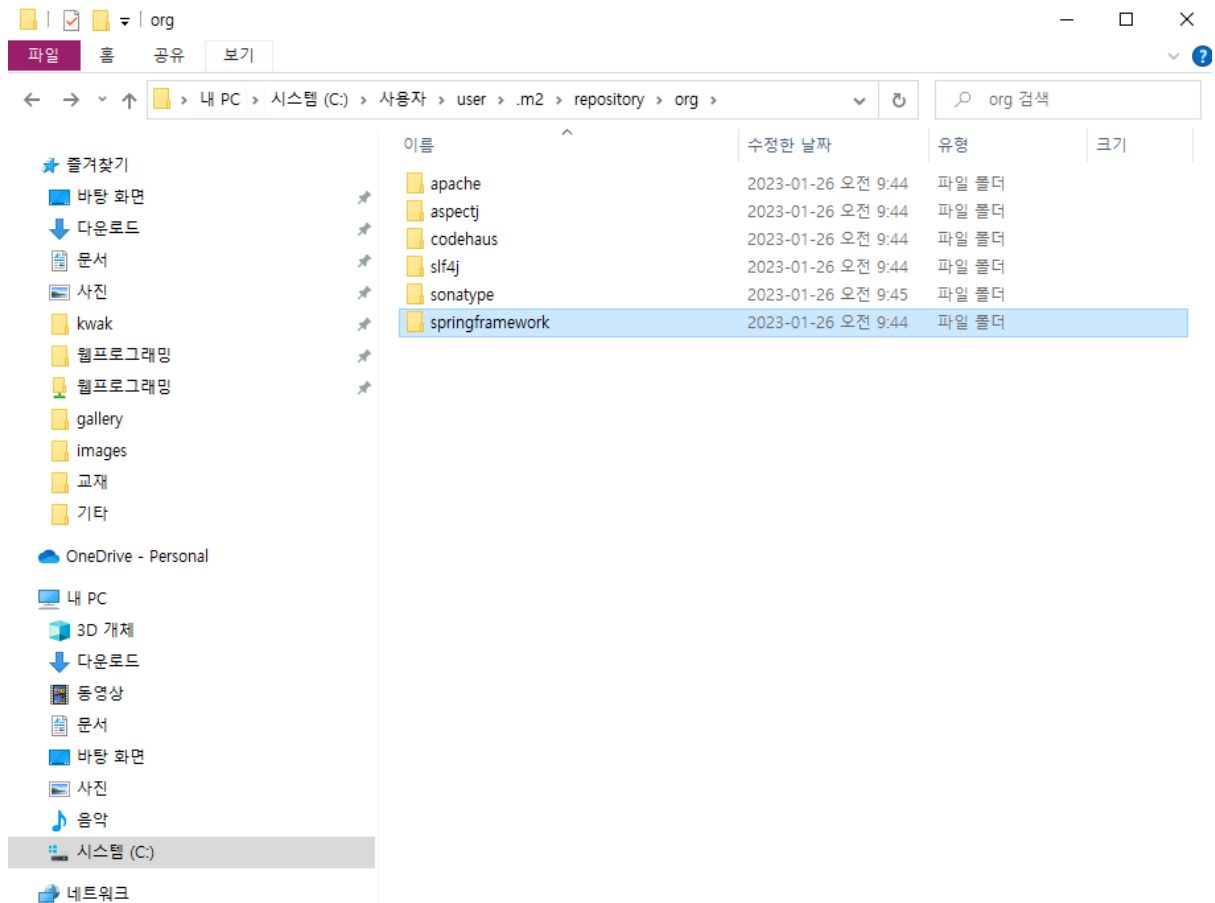 org
파일 홈 공유 보기
내 PC 시스템 (C:) 사용자 user .m2 repository org
org 검색
이름 수정한 날짜 유형 크기
apache 2023-01-26 오전 9:44 파일 폴더
aspectj 2023-01-26 오전 9:44 파일 폴더
codehaus 2023-01-26 오전 9:44 파일 폴더
slf4j 2023-01-26 오전 9:44 파일 폴더
sonatype 2023-01-26 오전 9:45 파일 폴더
springframework 2023-01-26 오전 9:44 파일 폴더
즐겨찾기
바탕 화면
다운로드
문서
사진
kwak
웹프로그래밍
웹프로그래밍
gallery
images
교재
기타
OneDrive - Personal
내 PC
3D 개체
다운로드
동영상
문서
바탕 화면
사진
음악
시스템 (C:)
네트워크